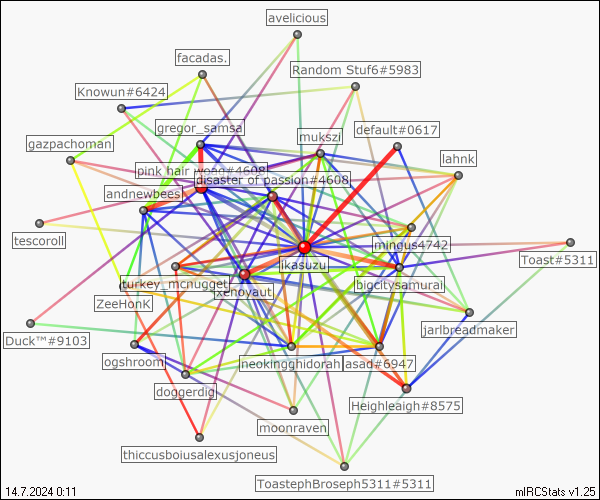 avelicious
facadas.
Random Stuf6#5983
Knowun#6424
gregor_samsa
mukszi
default#0617
gazpachoman
lahnk
pink hair woag#4608
disaster of passion#4608
andnewbees
tescoroll
mingus4742
Toast#5311
ikasuzu
turkey_mcnugget
xenoyaut
bigcitysamurai
ZeeHonK
jarlbreadmaker
Duck™#9103
ogshroom
neokingghidorah
asad#6947
doggerdig
Heighleaigh#8575
moonraven
thiccusboiusalexusjoneus
ToastephBroseph5311#5311
14.7.2024 0:11
mIRCStats v1.25